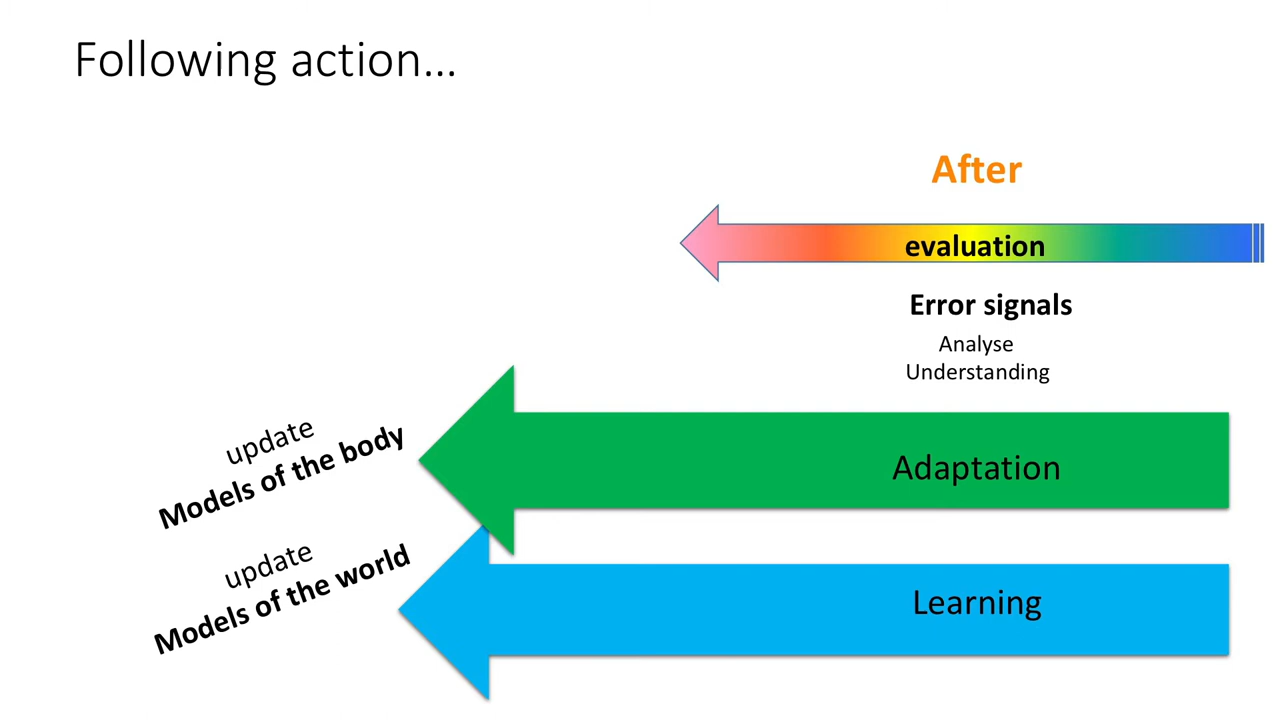 Following action...
After
evaluation
Error signals
Analyse
Understanding
update
Models of the body
Adaptation
update
Models of the world
Learning